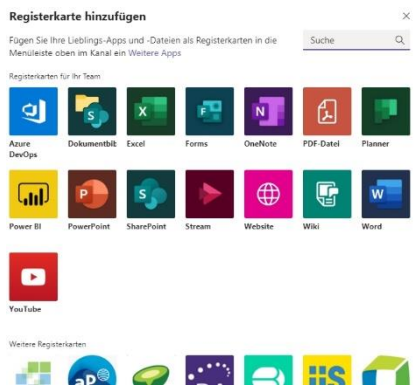 Registerkarte hinzufügen
Fügen Sie Ihre Lieblings-Apps und -Dateien als Registerkarten in die
Menüleiste oben im Kanal ein Weitere Apps
Suche
Registerkarten für Ihr Team
Azure
DevOps
Dokumentbib
Excel
Forms
OneNote
PDF-Datei
Planner
Power BI
PowerPoint
SharePoint
Stream
Website
Wiki
Word
YouTube
Weitere Registerkarten